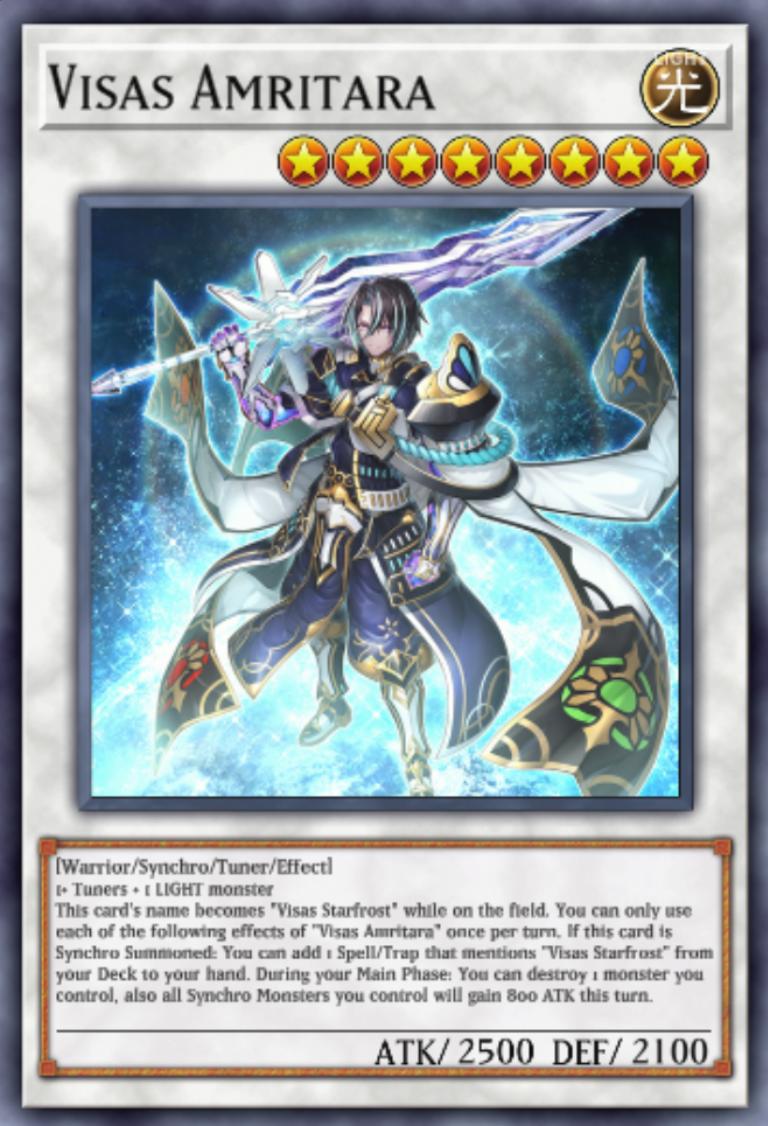 VISAS AMRITARA
LIGHT
光
[Warrior/Synchro/Tuner/Effect]
1+ Tuners + 1 LIGHT monster
This card's name becomes "Visas Starfrost" while on the field. You can only use
each of the following effects of "Visas Amritara" once per turn. If this card is
Synchro Summoned: You can add 1 Spell/Trap that mentions "Visas Starfrost" from
your Deck to your hand. During your Main Phase: You can destroy 1 monster you
control, also all Synchro Monsters you control will gain 800 ATK this turn.
ATK/ 2500 DEF/ 2100